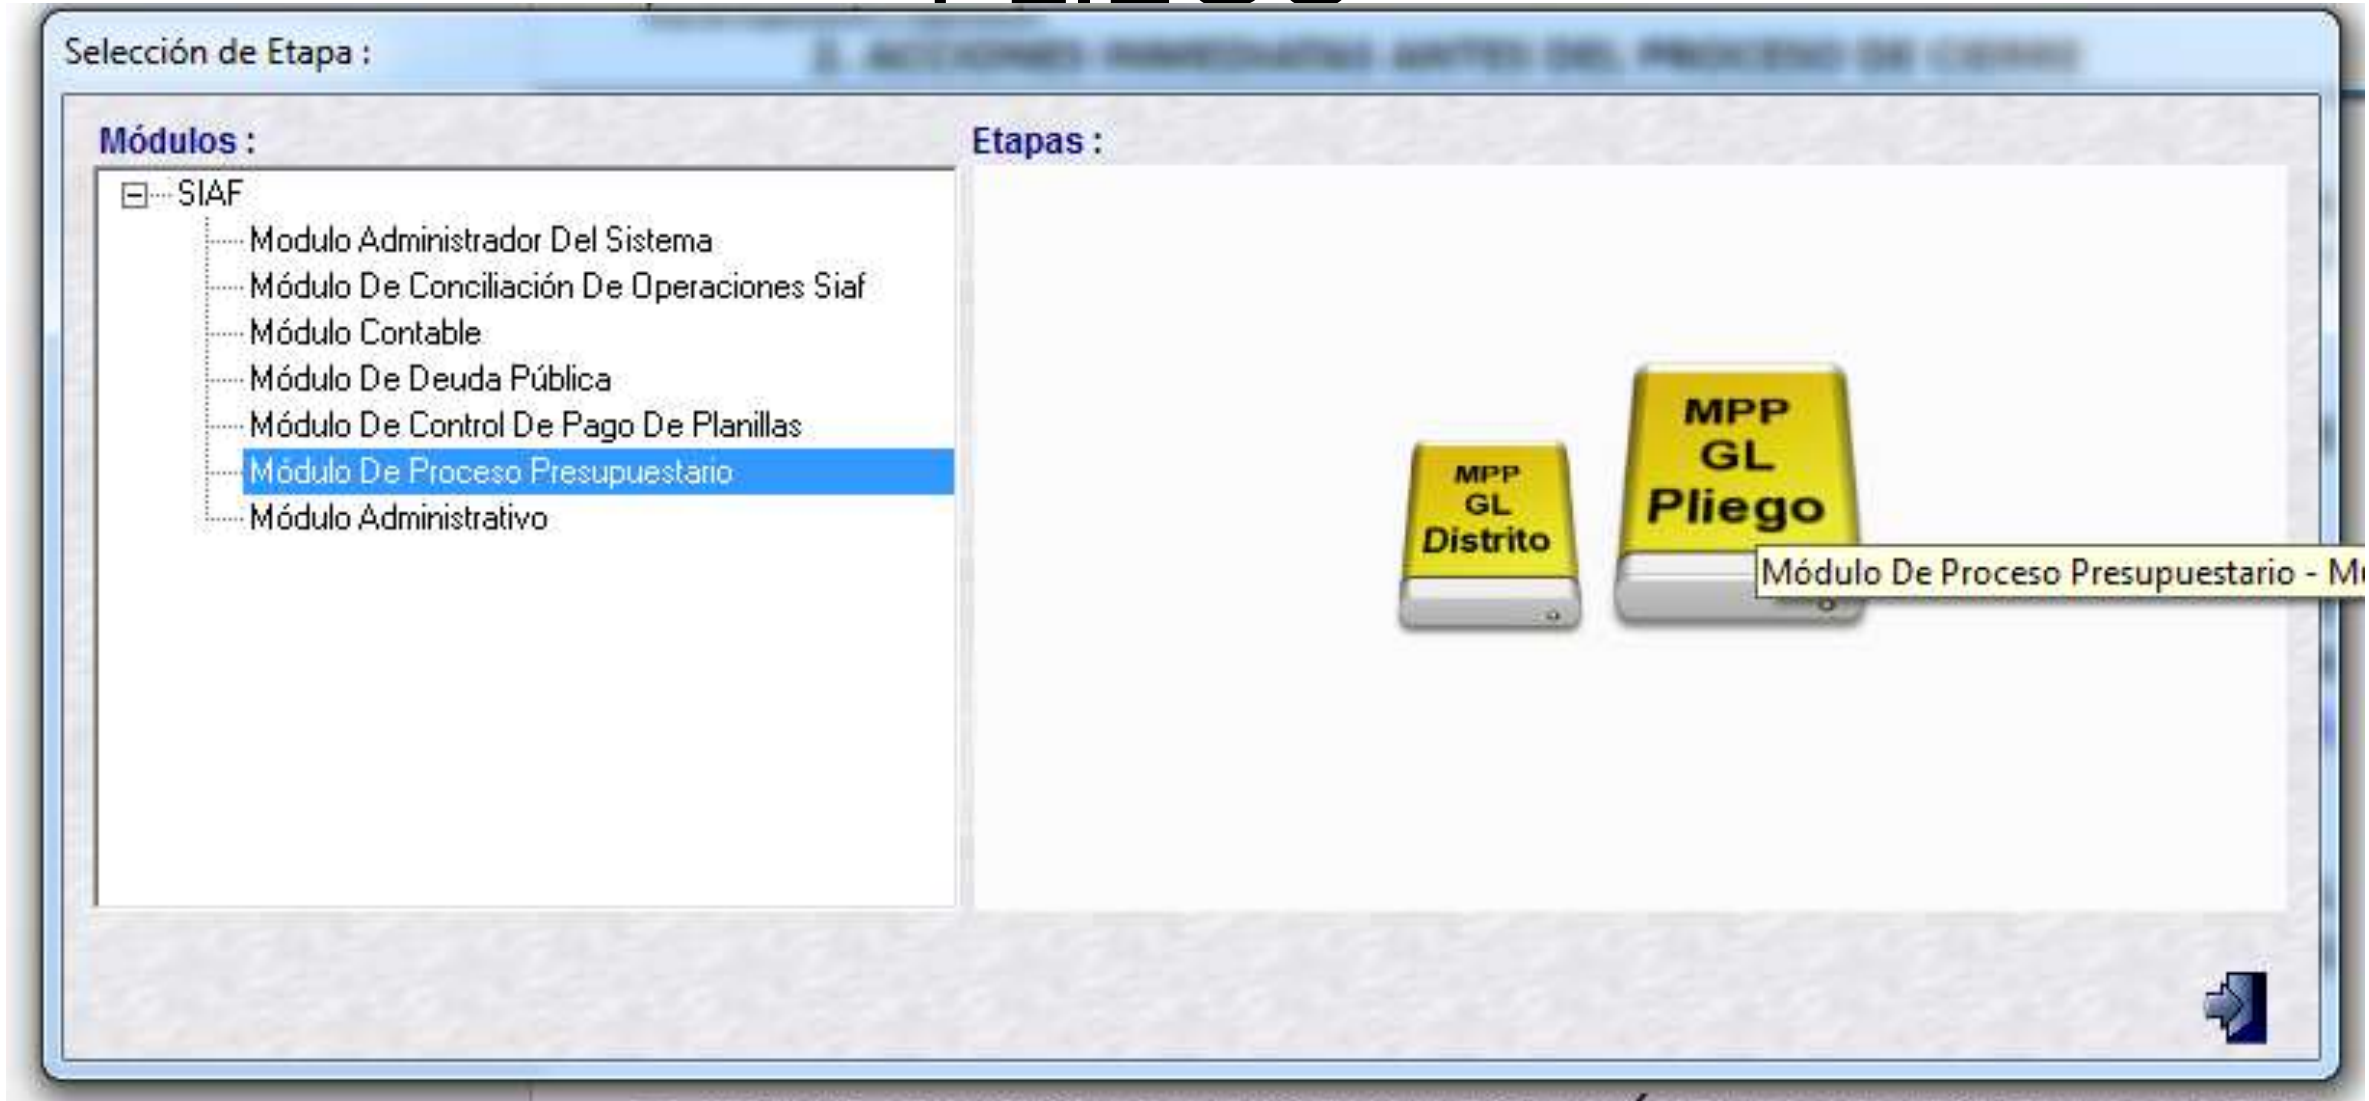 Selección de Etapa :
Módulos :
SIAF
Modulo Administrador Del Sistema
Módulo De Conciliación De Operaciones Siaf
Módulo Contable
Módulo De Deuda Pública
Módulo De Control De Pago De Planillas
Módulo De Proceso Presupuestario
Módulo Administrativo
Etapas :
MPP
GL
Distrito
MPP
GL
Pliego
Módulo De Proceso Presupuestario -